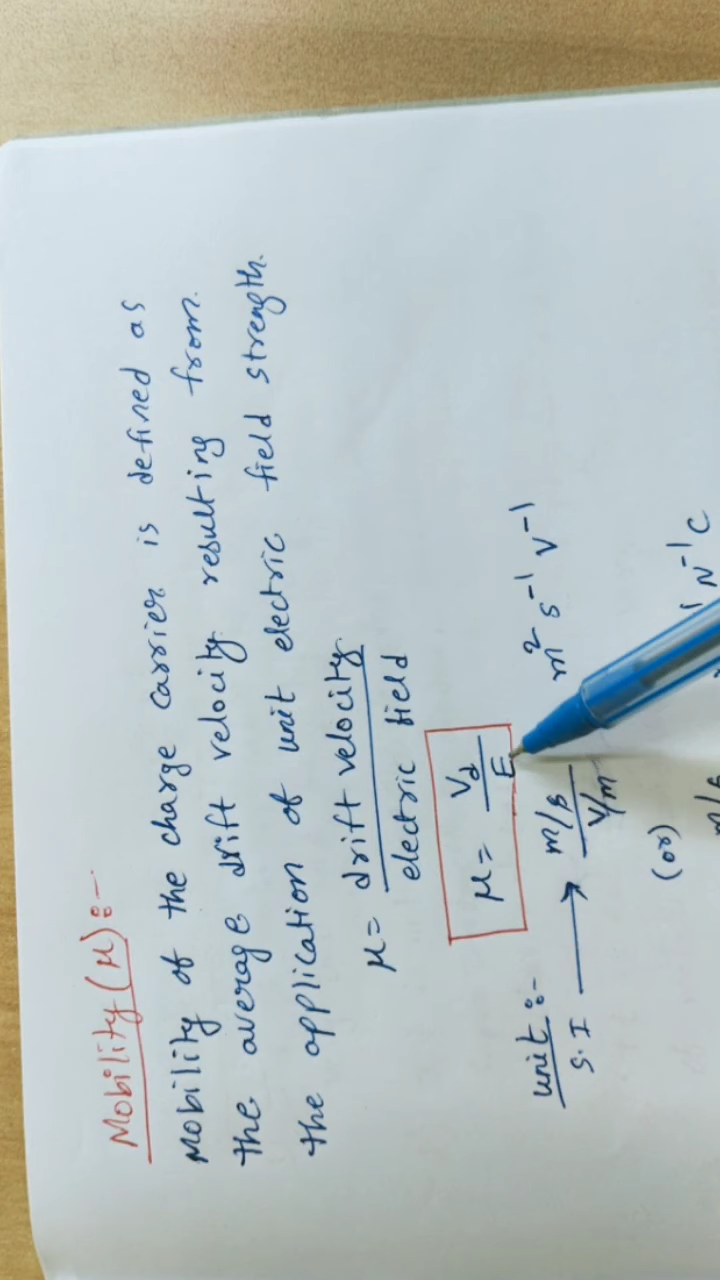 Mobility (μ):-
Mobility of the charge carrier is defined as
the average drift velocity resulting from.
the application of unit electric field strength.
μ = drift velocity.
electric field
μ = Vd
E
unit:-
S.I → m/s m² s⁻¹ V⁻¹
V/m
(or)
m/s N⁻¹ C